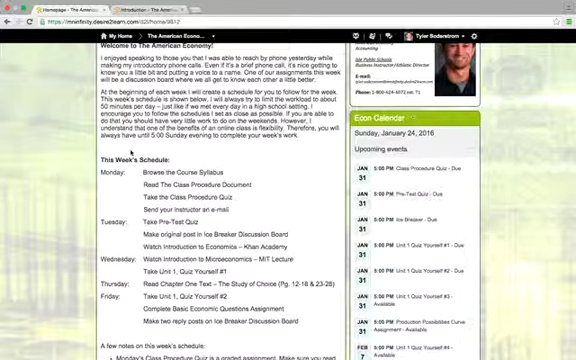 Homepage - The American Econ...
Introduction - The American...
https://mninfinity.desire2learn.com/d2l/home/9812
My Home
The American Econo...
Tyler Soderstrom
Welcome to The American Economy!
I enjoyed speaking to those that I was able to reach by phone yesterday while
making my introductory phone calls. Even if it's a brief phone call, it's nice getting to
know you a little bit and putting a voice to a name. One of our assignments this week
will be a discussion board where we all get to know each other a little better.
At the beginning of each week I will create a schedule for you to follow for the week.
This week's schedule is shown below. I will always try to limit the workload to about
50 minutes per day – just like if we met every day in a high school setting. I
encourage you to follow the schedules I set as close as possible. If you are able to
do that you should have very little work to do on the weekends. However, I
understand that one of the benefits of an online class is flexibility. Therefore, you will
always have until 5:00 Sunday evening to complete your week's work.
This Week's Schedule:
Monday: Browse the Course Syllabus
Read The Class Procedure Document
Take the Class Procedure Quiz
Send your instructor an e-mail
Tuesday: Take Pre-Test Quiz
Make original post in Ice Breaker Discussion Board
Watch Introduction to Economics – Khan Academy
Wednesday: Watch Introduction to Microeconomics – MIT Lecture
Take Unit 1, Quiz Yourself #1
Thursday: Read Chapter One Text – The Study of Choice (Pg. 12-18 & 23-28)
Friday: Take Unit 1, Quiz Yourself #2
Complete Basic Economic Questions Assignment
Make two reply posts on Ice Breaker Discussion Board
A few notes on this week's schedule:
• Monday's Class Procedure Quiz is a graded assignment. Make sure you read
Accounting
Isle Public Schools
Business Instructor/Athletic Director
E-mail:
Phone: 1-800-624-4672 ext. 71
Econ Calendar
Sunday, January 24, 2016
Upcoming events
JAN 31 5:00 PM Class Procedure Quiz - Due
JAN 31 5:00 PM Pre-Test Quiz - Due
JAN 31 5:00 PM Ice Breaker - Due
JAN 31 5:00 PM Unit 1 Quiz Yourself #1 - Due
JAN 31 5:00 PM Unit 1 Quiz Yourself #2 - Due
JAN 31 5:00 PM Unit 1 Quiz Yourself #3 - Available
JAN 31 5:00 PM Production Possibilities Curve Assignment - Available
FEB 7 5:00 PM Unit 1 Quiz Yourself #4 - Available